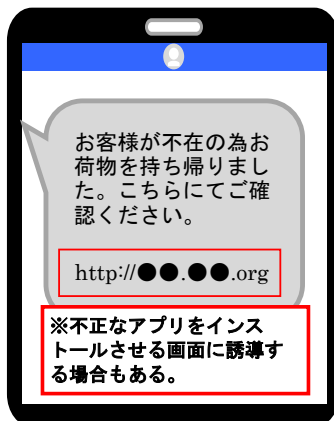 お客様が不在の為お
荷物を持ち帰りまし
た。こちらにてご確
認ください。
http://●●.●●.org
※不正なアプリをインス
トールさせる画面に誘導す
る場合もある。